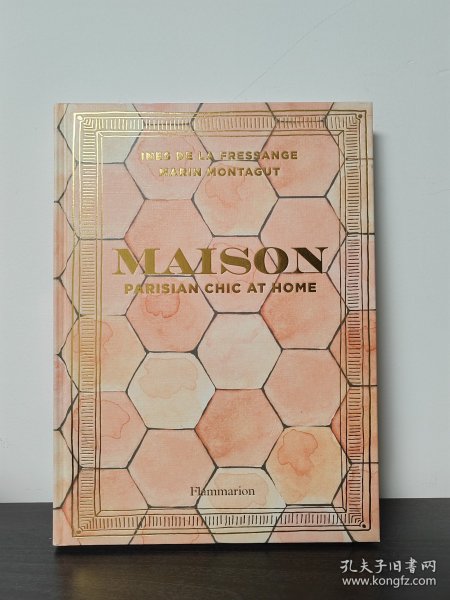 INES DE LA FRESSANGE
MARIN MONTAGUT
MAISON
PARISIAN CHIC AT HOME
Flammarion
孔夫子旧书网
www.kongfz.com